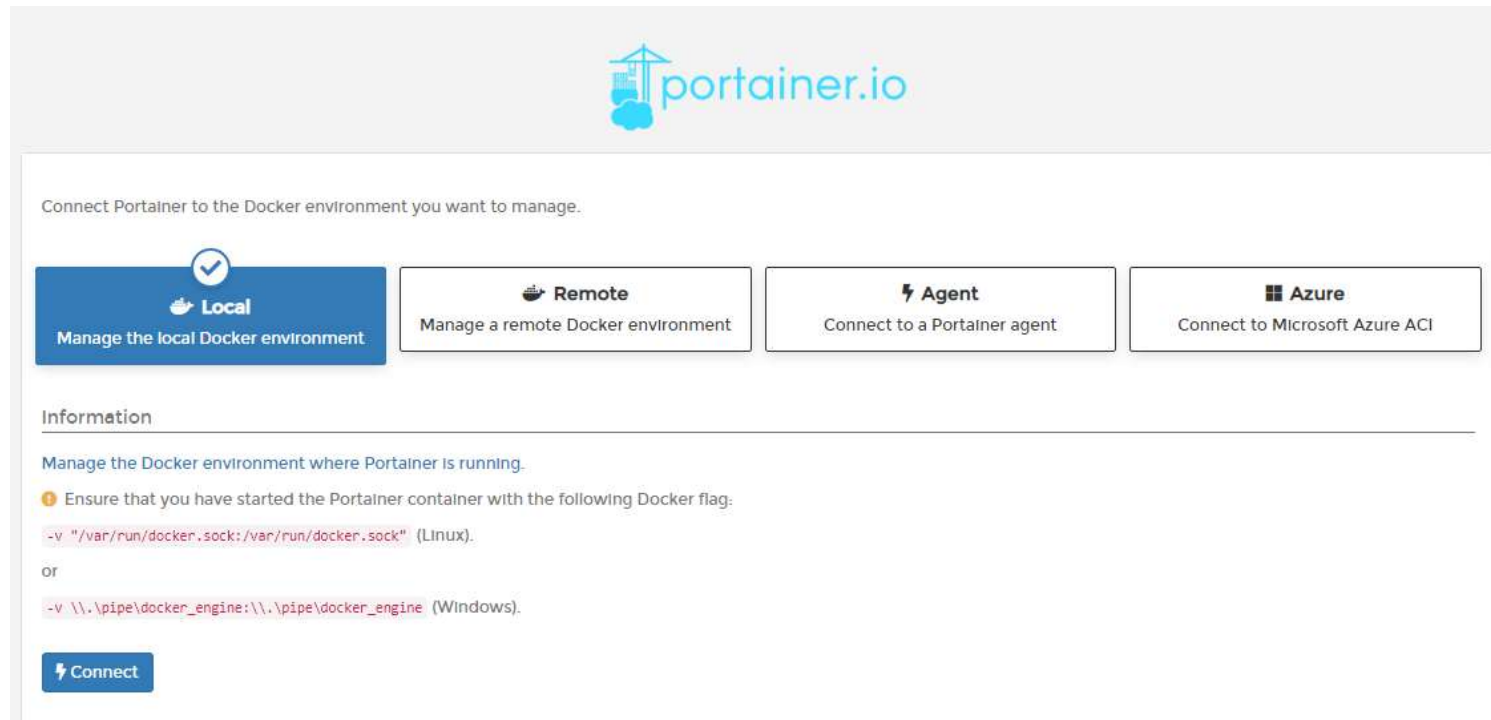 portainer.io
Connect Portainer to the Docker environment you want to manage.
Local
Manage the local Docker environment
Remote
Manage a remote Docker environment
Agent
Connect to a Portainer agent
Azure
Connect to Microsoft Azure ACI
Information
Manage the Docker environment where Portainer is running.
Ensure that you have started the Portainer container with the following Docker flag:
-v "/var/run/docker.sock:/var/run/docker.sock" (Linux).
or
-v \\.\pipe\docker_engine:\\.\pipe\docker_engine (Windows).
Connect